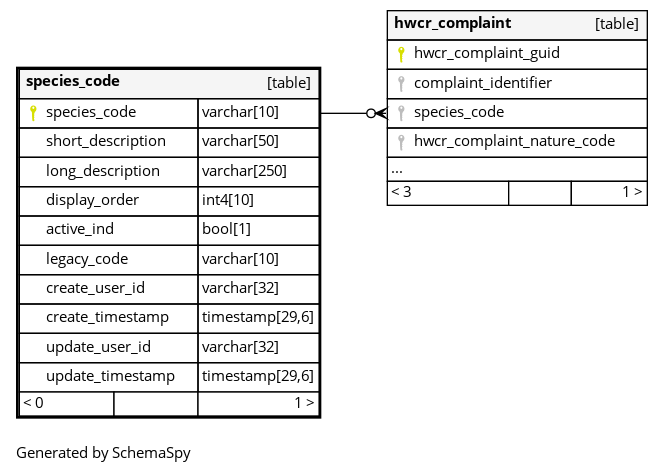 species_code [table]
species_code varchar[10]
short_description varchar[50]
long_description varchar[250]
display_order int4[10]
active_ind bool[1]
legacy_code varchar[10]
create_user_id varchar[32]
create_timestamp timestamp[29,6]
update_user_id varchar[32]
update_timestamp timestamp[29,6]
< 0 1 >
hwcr_complaint [table]
hwcr_complaint_guid
complaint_identifier
species_code
hwcr_complaint_nature_code
...
< 3 1 >
Generated by SchemaSpy